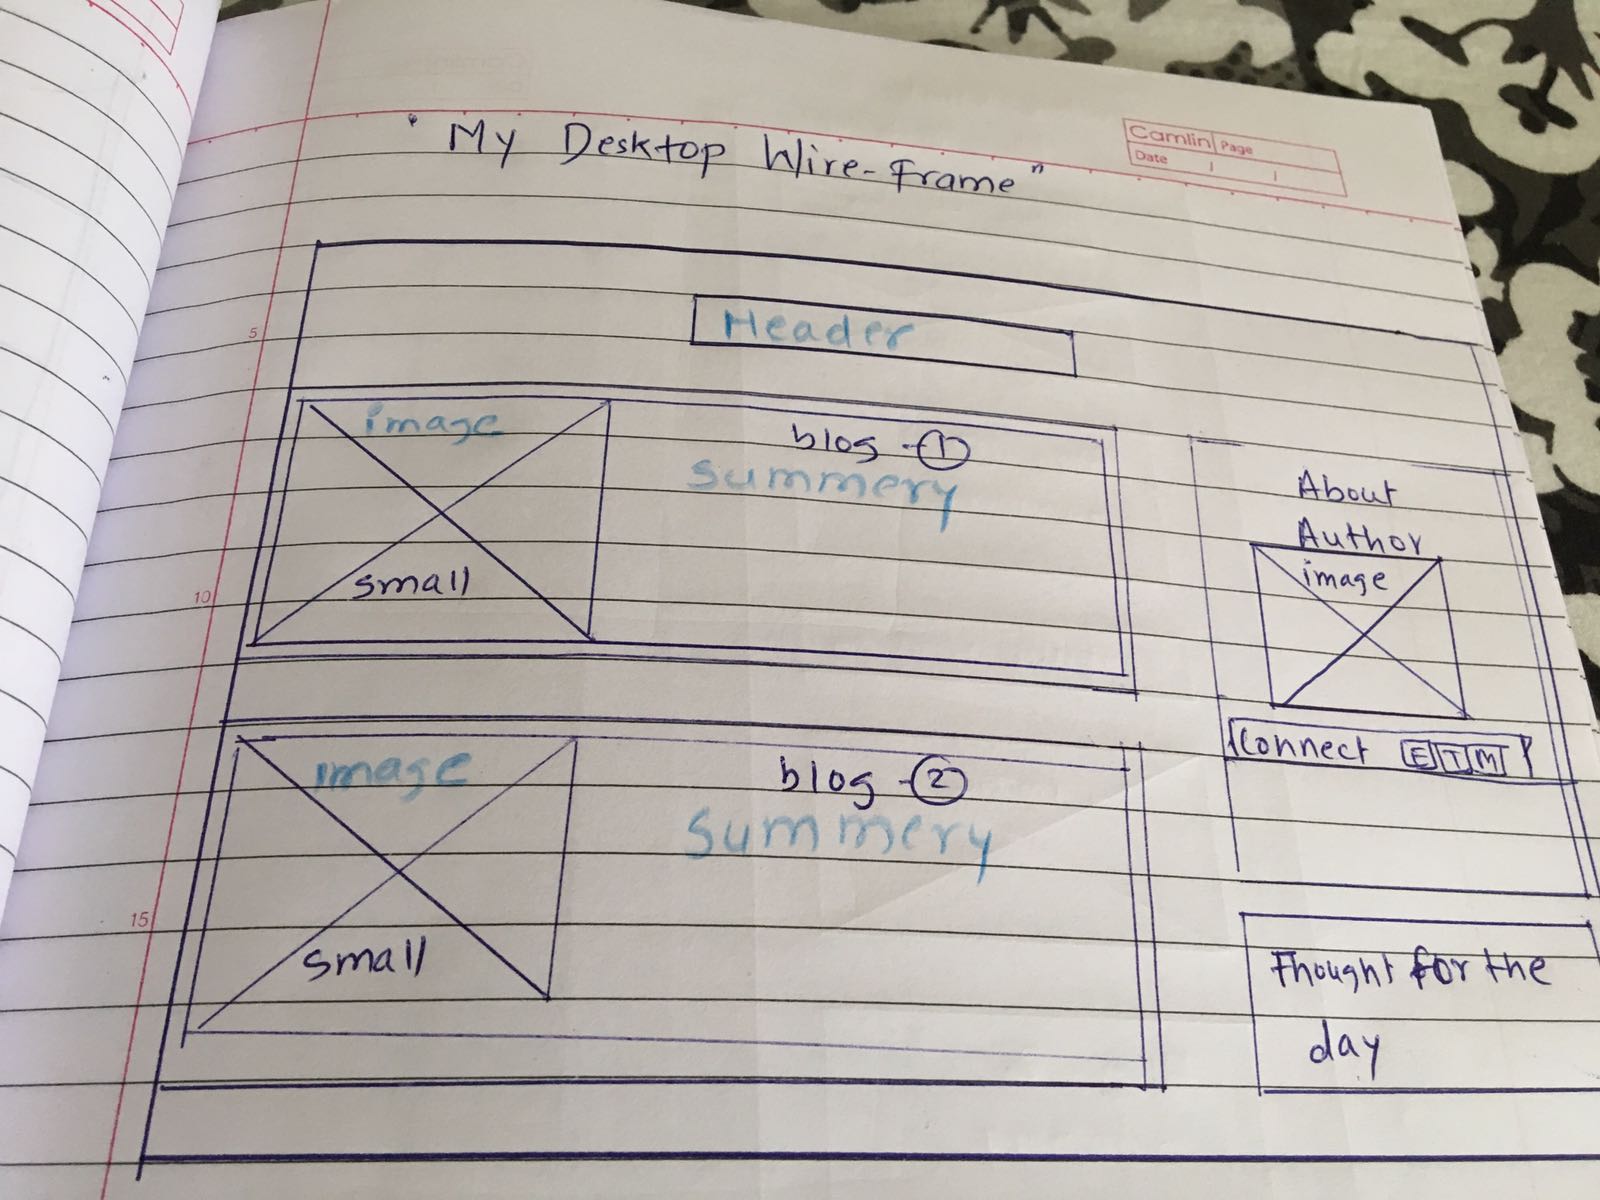 "My Desktop Wire-Frame"
Camlin Page
Date
5
Header
image
blog - 1
summery
small
10
image
blog - 2
summery
small
15
About
Author
image
Connect E T M
Thought for the
day